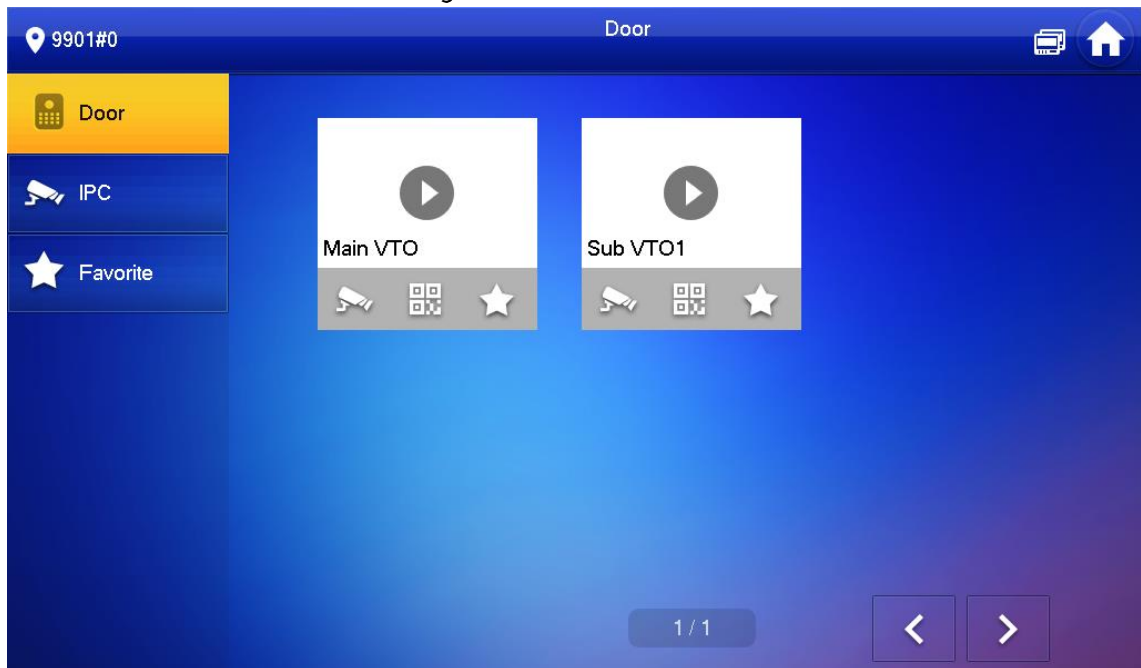 9901#0
Door
Door
IPC
Favorite
Main VTO
Sub VTO1
1/1